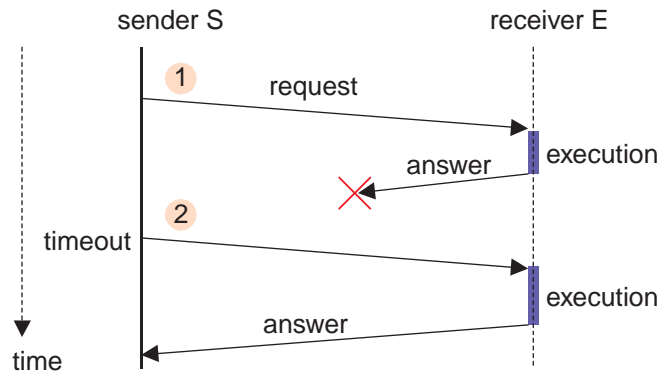 sender S
receiver E
1
request
execution
answer
2
timeout
execution
answer
time